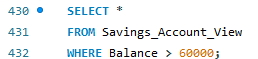 430 SELECT *
431 FROM Savings_Account_View
432 WHERE Balance > 60000;